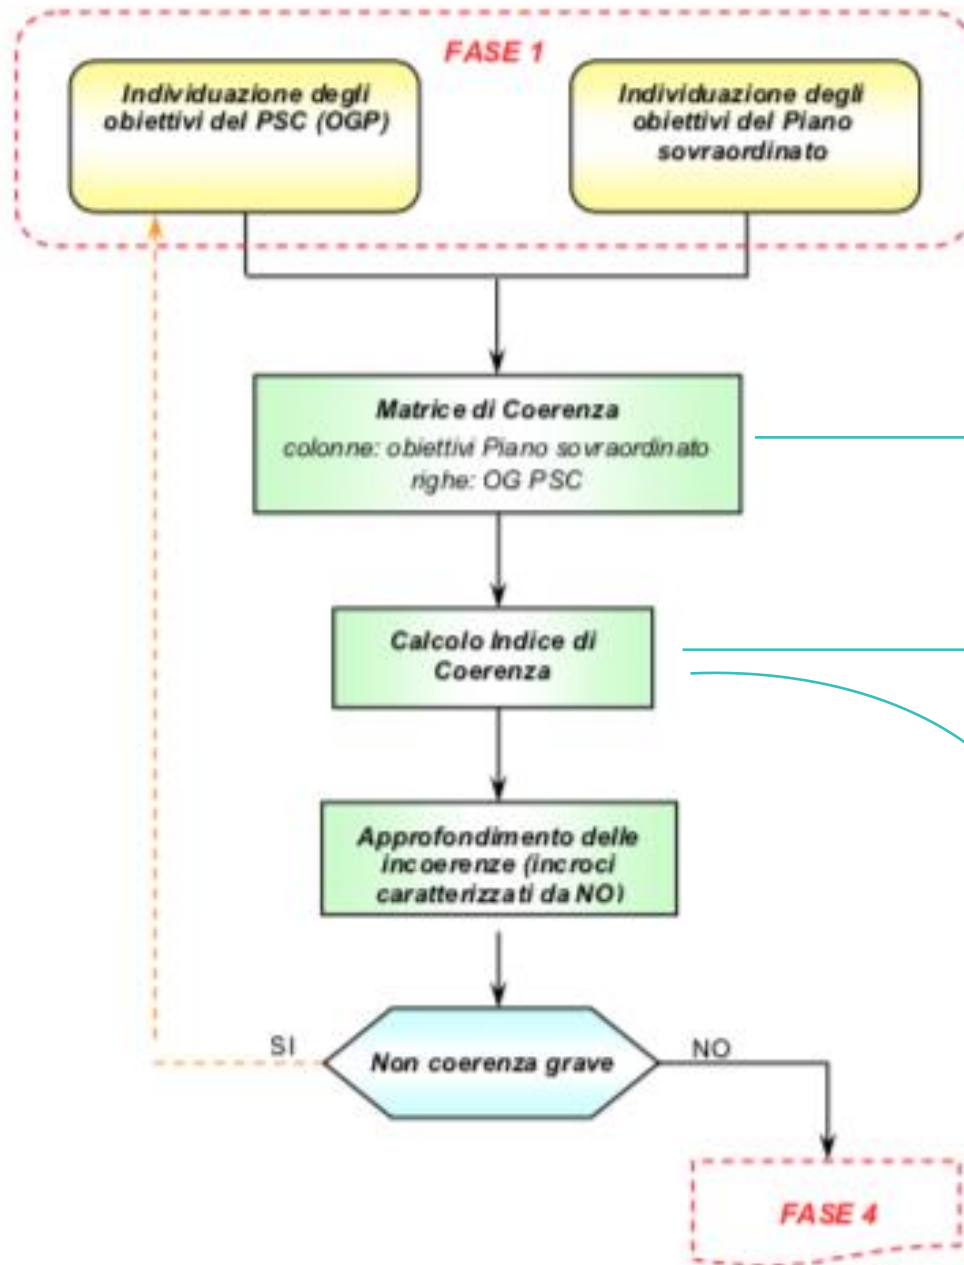 FASE 1
Individuazione degli
obiettivi del PSC (OGP)
Individuazione degli
obiettivi del Piano
sovraordinato
Matrice di Coerenza
colonne: obiettivi Piano sovraordinato
righe: OG PSC
Calcolo Indice di
Coerenza
Approfondimento delle
incoerenze (incroci
caratterizzati da NO)
SI
Non coerenza grave
NO
FASE 4